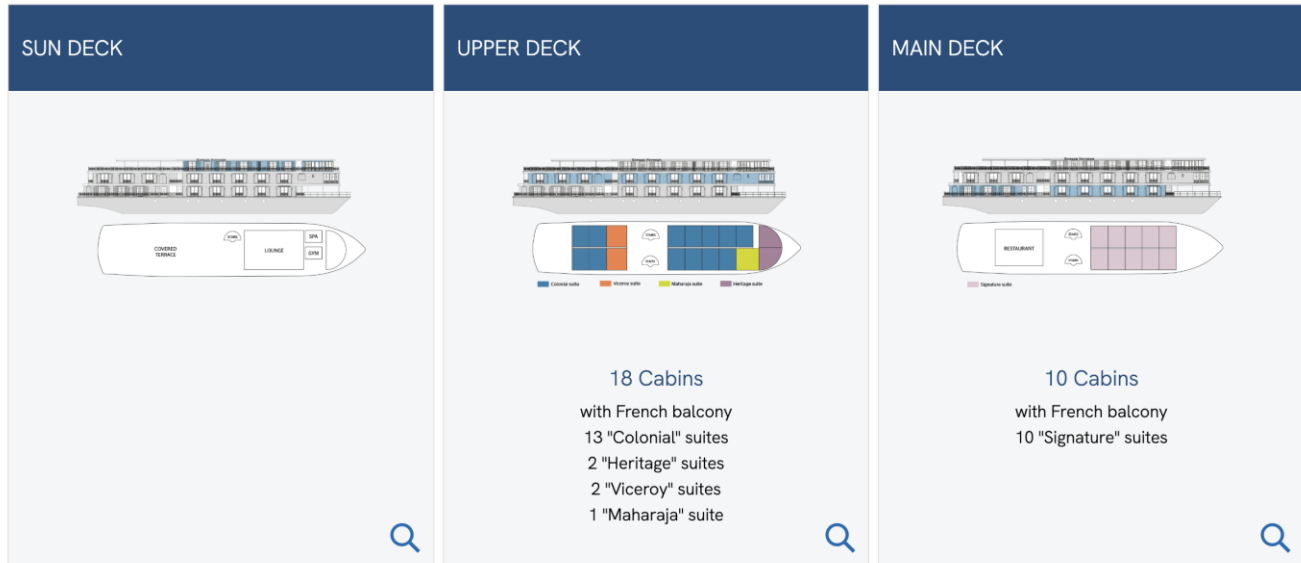 SUN DECK
COVERED
TERRACE
STAIRS
LOUNGE
SPA
GYM
UPPER DECK
STAIRS
STAIRS
Colonial suite
Viceroy suite
Maharaja suite
Heritage suite
18 Cabins
with French balcony
13 "Colonial" suites
2 "Heritage" suites
2 "Viceroy" suites
1 "Maharaja" suite
MAIN DECK
RESTAURANT
STAIRS
STAIRS
Signature suite
10 Cabins
with French balcony
10 "Signature" suites